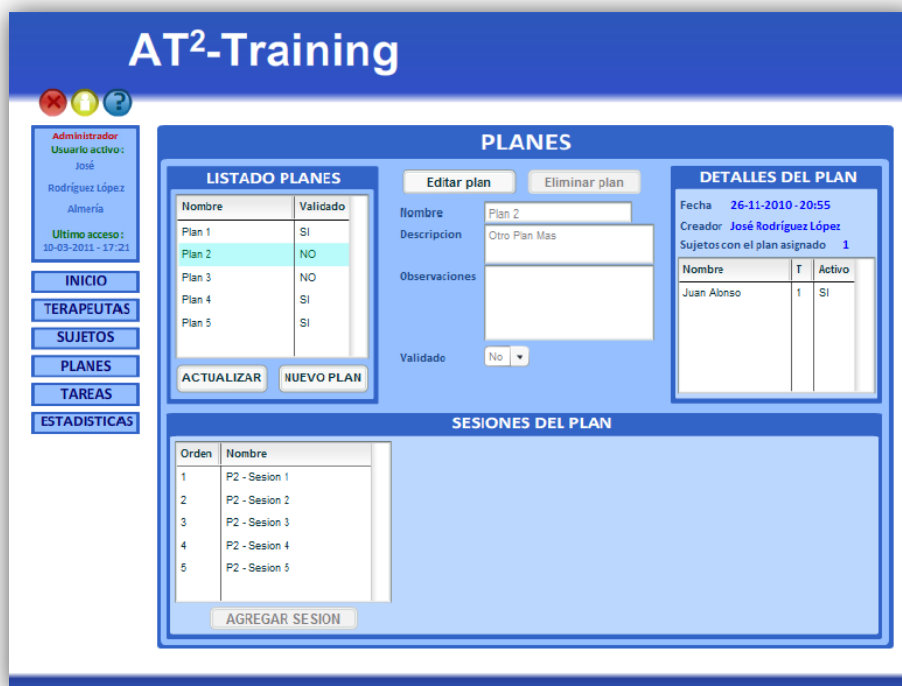 AT²-Training
Administrador
Usuario activo :
José
Rodríguez López
Almería
Ultimo acceso :
10-03-2011 - 17:21
INICIO
TERAPEUTAS
SUJETOS
PLANES
TAREAS
ESTADISTICAS
PLANES
LISTADO PLANES
Nombre Validado
Plan 1 SI
Plan 2 NO
Plan 3 NO
Plan 4 SI
Plan 5 SI
ACTUALIZAR NUEVO PLAN
Editar plan Eliminar plan
Nombre Plan 2
Descripcion Otro Plan Mas
Observaciones
Validado No
DETALLES DEL PLAN
Fecha 26-11-2010 - 20:55
Creador José Rodríguez López
Sujetos con el plan asignado 1
Nombre T Activo
Juan Alonso 1 SI
SESIONES DEL PLAN
Orden Nombre
1 P2 - Sesion 1
2 P2 - Sesion 2
3 P2 - Sesion 3
4 P2 - Sesion 4
5 P2 - Sesion 5
AGREGAR SESION